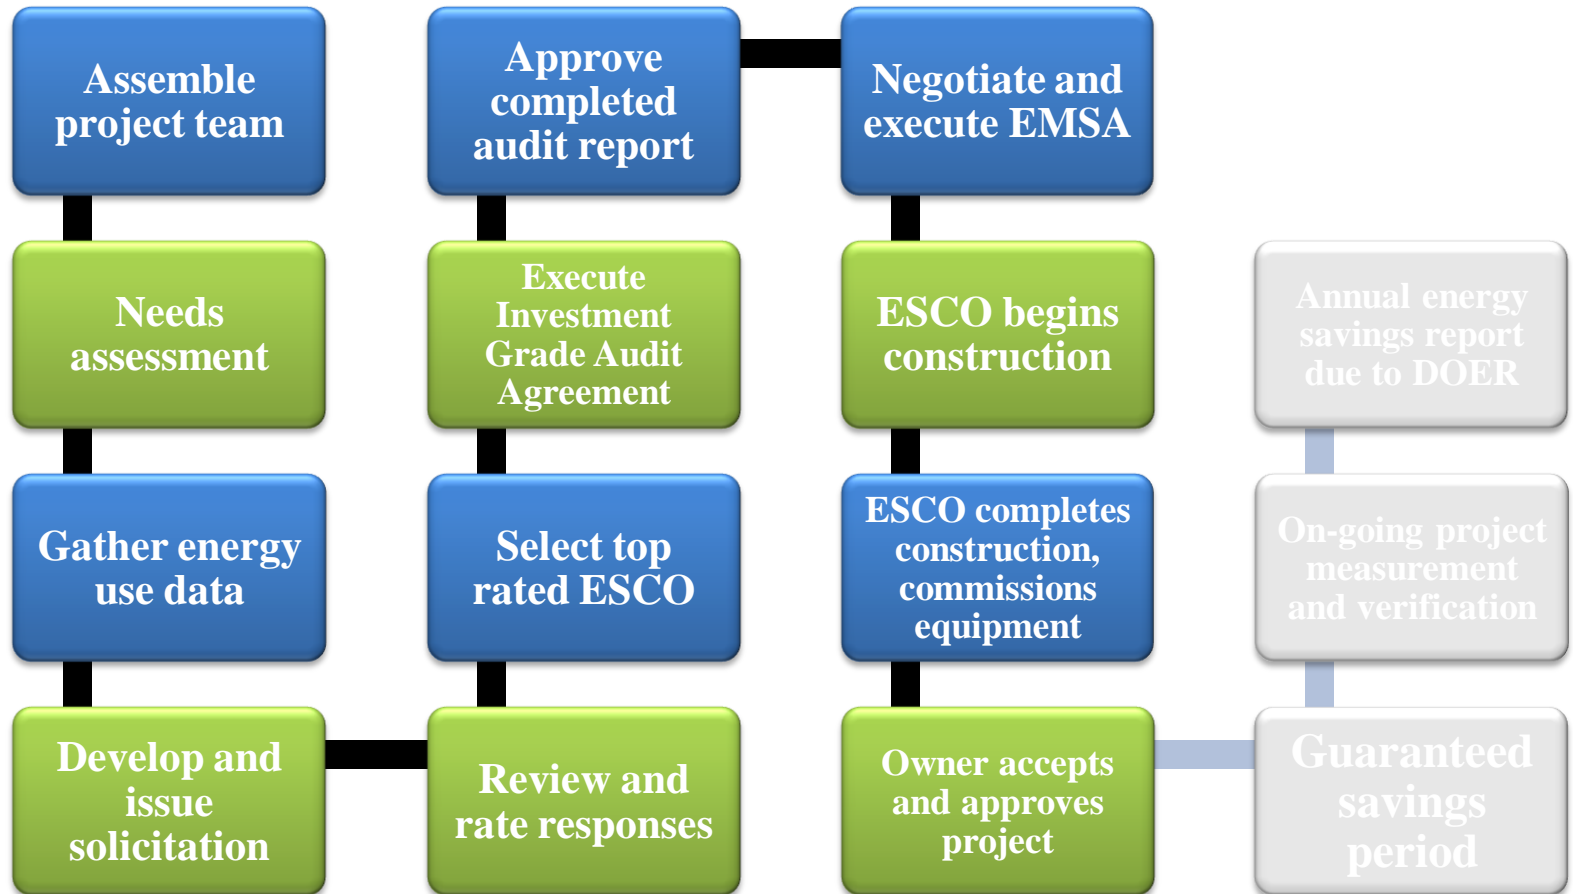 Assemble
project team
Needs
assessment
Gather energy
use data
Develop and
issue
solicitation
Review and
rate responses
Select top
rated ESCO
Execute
Investment
Grade Audit
Agreement
Approve
completed
audit report
Negotiate and
execute EMSA
ESCO begins
construction
ESCO completes
construction,
commissions
equipment
Owner accepts
and approves
project
Guaranteed
savings
period
On-going project
measurement
and verification
Annual energy
savings report
due to DOER